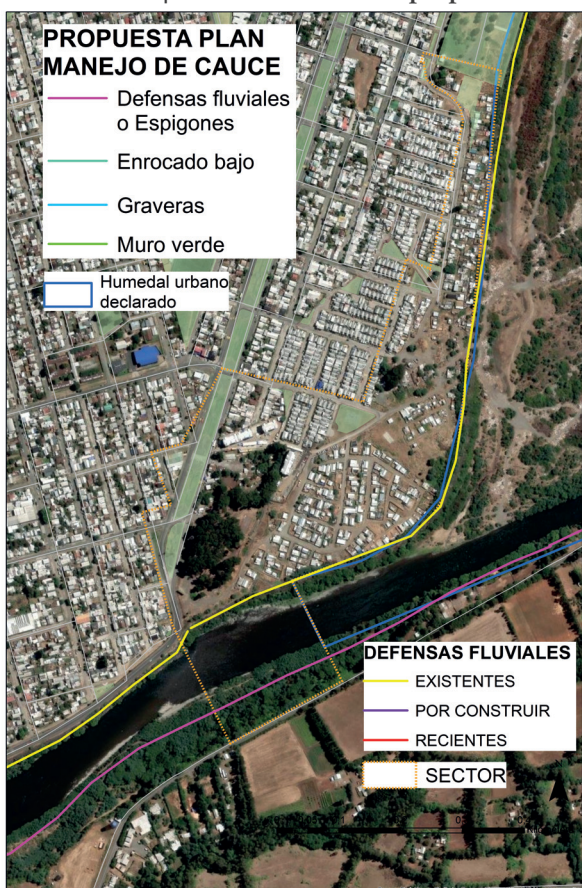 PROPUESTA PLAN
MANEJO DE CAUCE
Defensas fluviales
o Espigones
Enrocado bajo
Graveras
Muro verde
Humedal urbano
declarado
DEFENSAS FLUVIALES
EXISTENTES
POR CONSTRUIR
RECIENTES
SECTOR